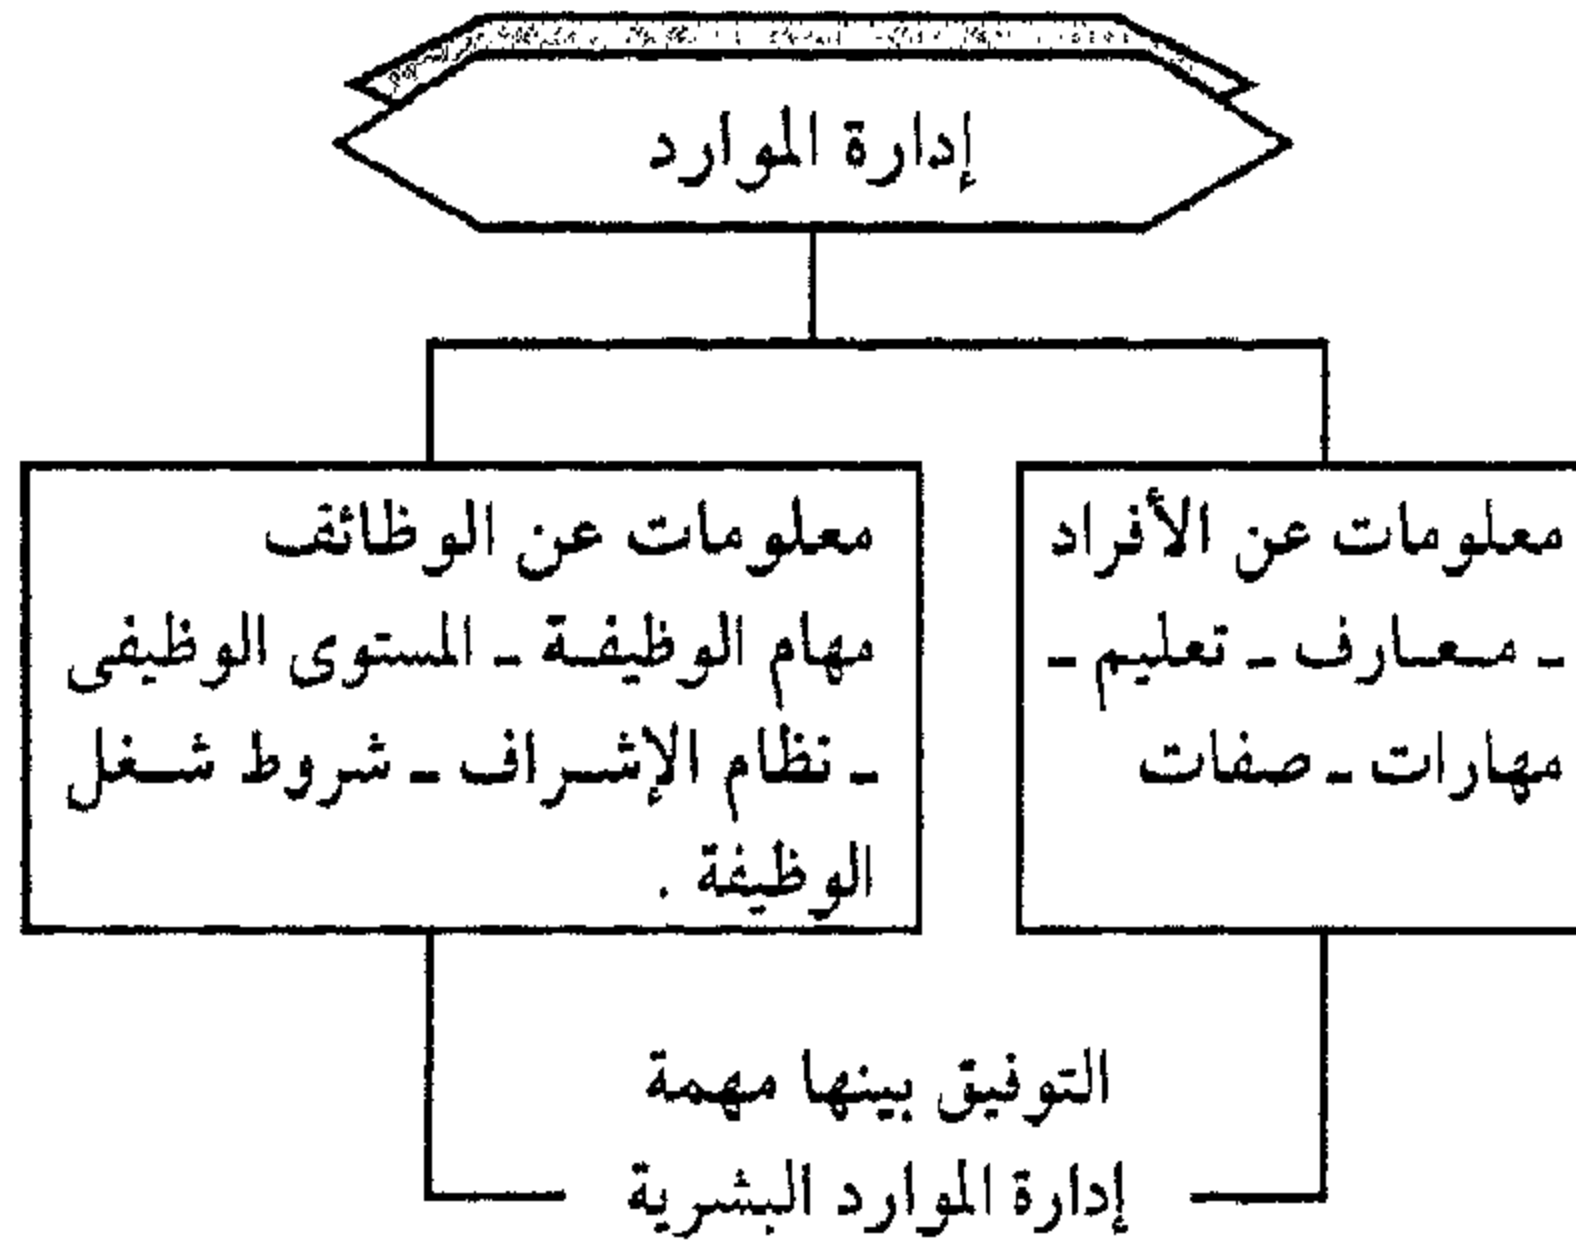 إدارة الموارد
معلومات عن الأفراد
ـ معارف ـ تعليم ـ
مهارات ـ صفات
معلومات عن الوظائف
مهام الوظيفة ـ المستوى الوظيفى
ـ نظام الإشراف ـ شروط شغل
الوظيفة .
التوفيق بينها مهمة
إدارة الموارد البشرية